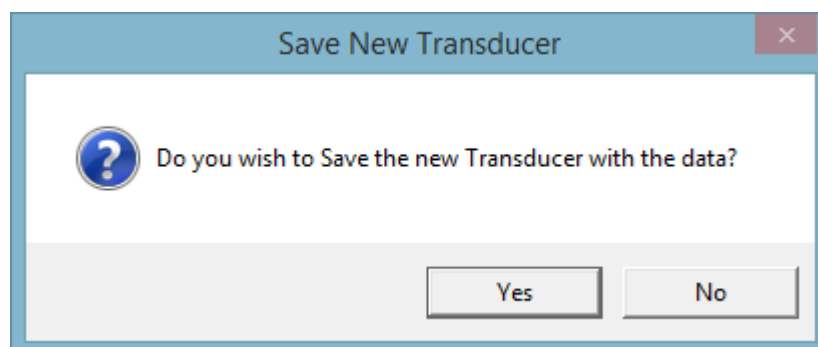 Save New Transducer
Do you wish to Save the new Transducer with the data?
Yes
No